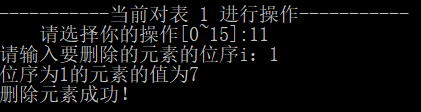 -----------当前对表 1 进行操作-----------
请选择你的操作[0~15]:11
请输入要删除的元素的位序i：1
位序为1的元素的值为7
删除元素成功！